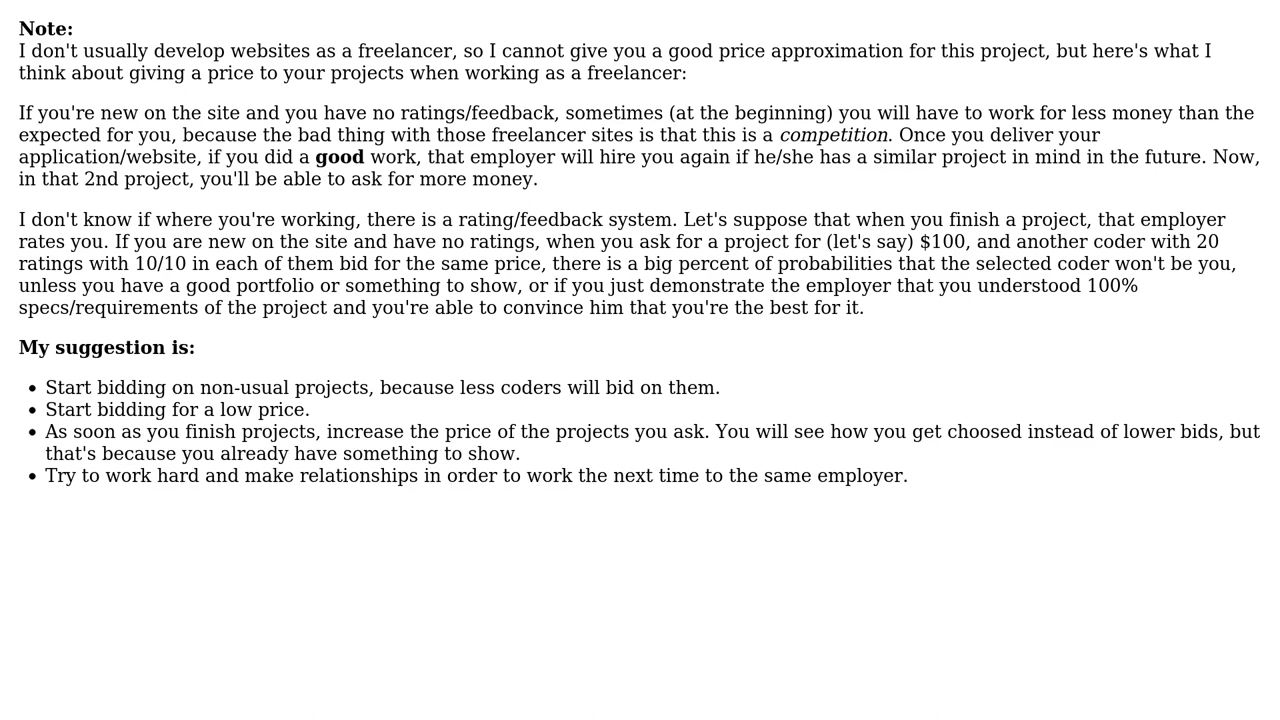 Note:
I don't usually develop websites as a freelancer, so I cannot give you a good price approximation for this project, but here's what I
think about giving a price to your projects when working as a freelancer:
If you're new on the site and you have no ratings/feedback, sometimes (at the beginning) you will have to work for less money than the
expected for you, because the bad thing with those freelancer sites is that this is a competition. Once you deliver your
application/website, if you did a good work, that employer will hire you again if he/she has a similar project in mind in the future. Now,
in that 2nd project, you'll be able to ask for more money.
I don't know if where you're working, there is a rating/feedback system. Let's suppose that when you finish a project, that employer
rates you. If you are new on the site and have no ratings, when you ask for a project for (let's say) $100, and another coder with 20
ratings with 10/10 in each of them bid for the same price, there is a big percent of probabilities that the selected coder won't be you,
unless you have a good portfolio or something to show, or if you just demonstrate the employer that you understood 100%
specs/requirements of the project and you're able to convince him that you're the best for it.
My suggestion is:
• Start bidding on non-usual projects, because less coders will bid on them.
• Start bidding for a low price.
• As soon as you finish projects, increase the price of the projects you ask. You will see how you get choosed instead of lower bids, but
that's because you already have something to show.
• Try to work hard and make relationships in order to work the next time to the same employer.